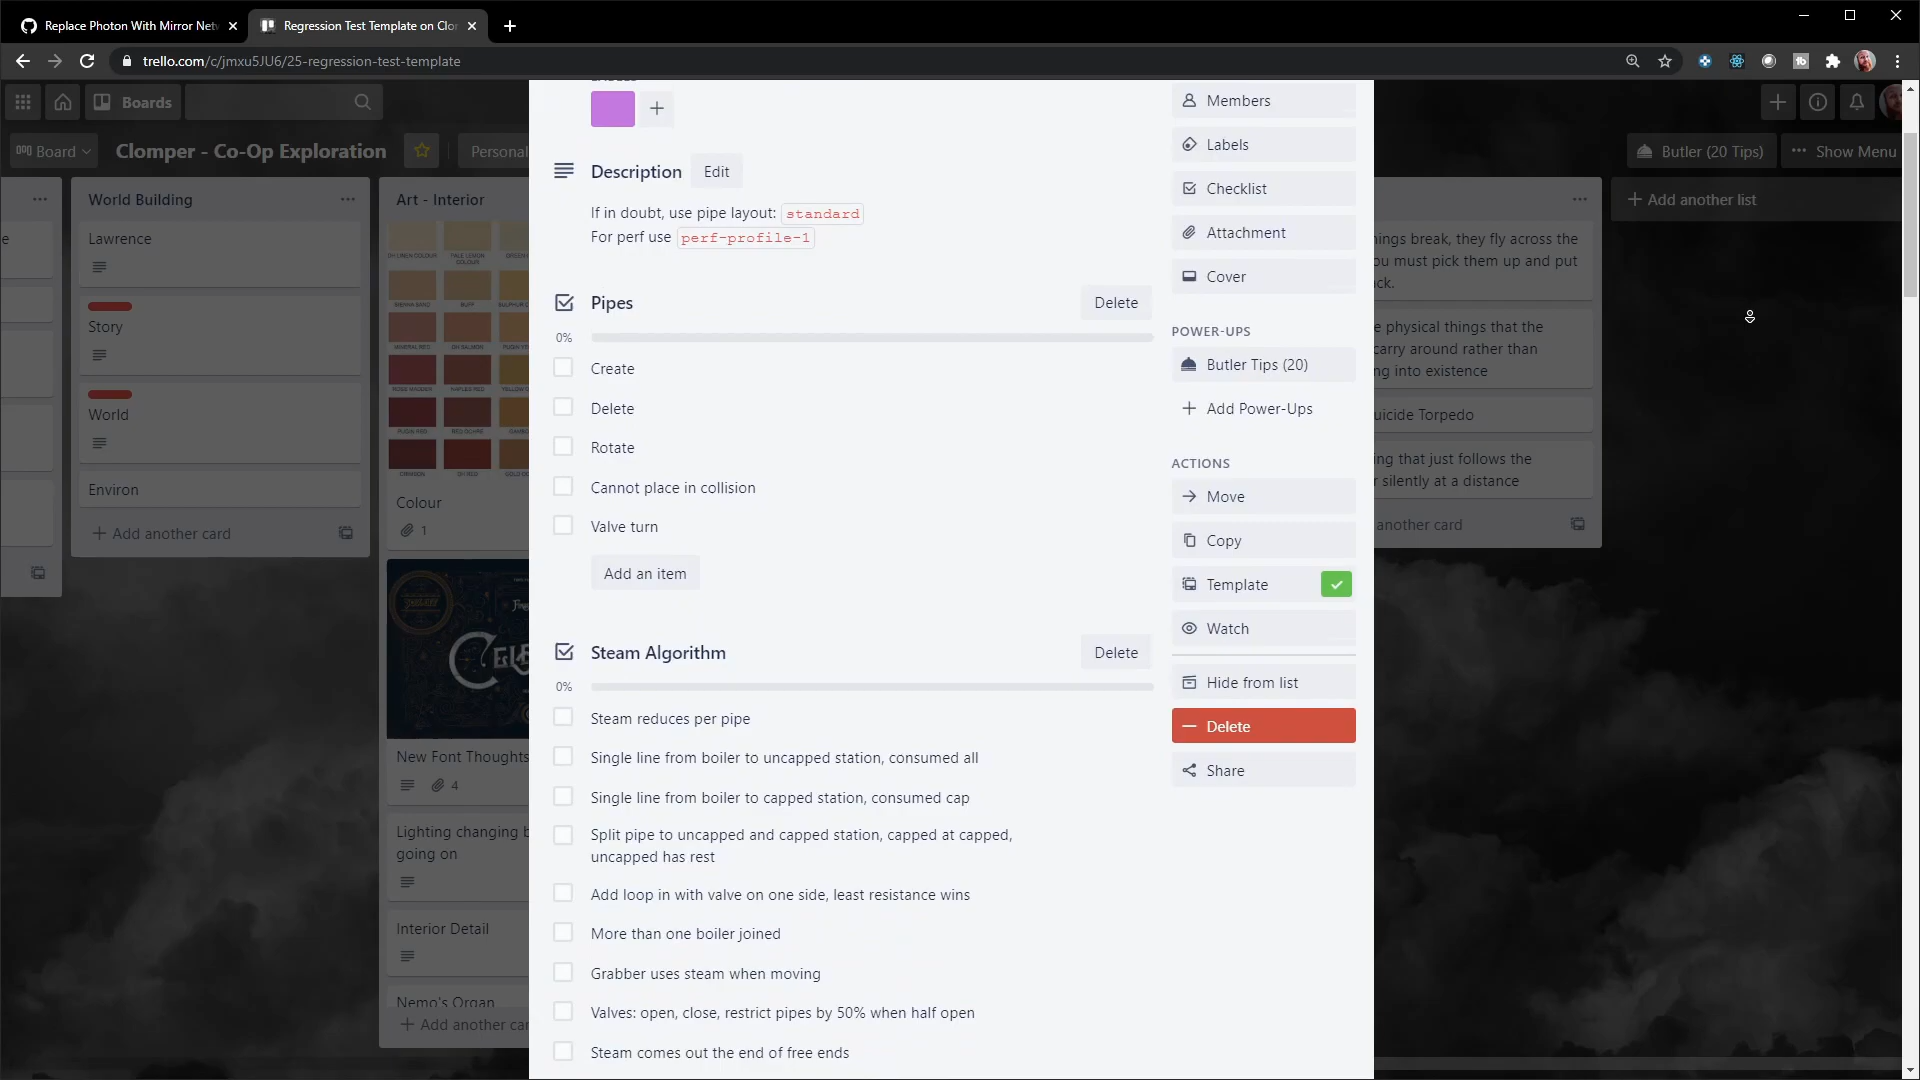 Replace Photon With Mirror Net
Regression Test Template on Clo
trello.com/c/jmxu5JU6/25-regression-test-template
Boards
Board
Clomper - Co-Op Exploration
Personal
Butler (20 Tips)
Show Menu
World Building
Lawrence
Story
World
Environ
Add another card
Art - Interior
Colour
1
New Font Thoughts
4
Lighting changing
going on
Interior Detail
Nemo's Organ
Add another car
Description
Edit
If in doubt, use pipe layout: standard
For perf use perf-profile-1
Pipes
Delete
0%
Create
Delete
Rotate
Cannot place in collision
Valve turn
Add an item
Steam Algorithm
Delete
0%
Steam reduces per pipe
Single line from boiler to uncapped station, consumed all
Single line from boiler to capped station, consumed cap
Split pipe to uncapped and capped station, capped at capped,
uncapped has rest
Add loop in with valve on one side, least resistance wins
More than one boiler joined
Grabber uses steam when moving
Valves: open, close, restrict pipes by 50% when half open
Steam comes out the end of free ends
Members
Labels
Checklist
Attachment
Cover
POWER-UPS
Butler Tips (20)
Add Power-Ups
ACTIONS
Move
Copy
Template
Watch
Hide from list
Delete
Share
ings break, they fly across the
ou must pick them up and put
ck.
e physical things that the
carry around rather than
ng into existence
uicide Torpedo
ing that just follows the
r silently at a distance
another card
Add another list